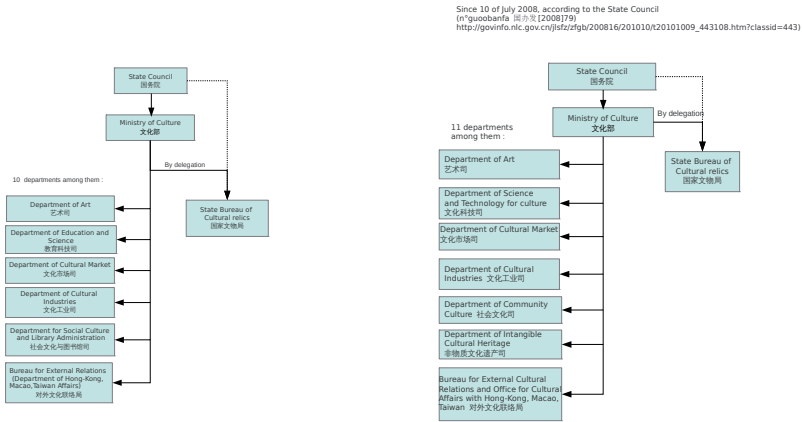 Since 10 of July 2008, according to the State Council
(n°guoobanfa 国办发[2008]79)
http://govinfo.nlc.gov.cn/jlsfz/zfgb/200816/201010/t20101009_443108.htm?classid=443)
State Council
国务院
Ministry of Culture
文化部
By delegation
10 departments among them :
State Bureau of
Cultural relics
国家文物局
Department of Art
艺术司
Department of Education and
Science
教育科技司
Department of Cultural Market
文化市场司
Department of Cultural
Industries
文化工业司
Department for Social Culture
and Library Administration
社会文化与图书馆司
Bureau for External Relations
(Department of Hong-Kong,
Macao,Taiwan Affairs)
对外文化联络局
State Council
国务院
Ministry of Culture
文化部
By delegation
11 departments
among them :
State Bureau of
Cultural relics
国家文物局
Department of Art
艺术司
Department of Science
and Technology for culture
文化科技司
Department of Cultural Market
文化市场司
Department of Cultural
Industries 文化工业司
Department of Community
Culture 社会文化司
Department of Intangible
Cultural Heritage
非物质文化遗产司
Bureau for External Cultural
Relations and Office for Cultural
Affairs with Hong-Kong, Macao,
Taiwan 对外文化联络局